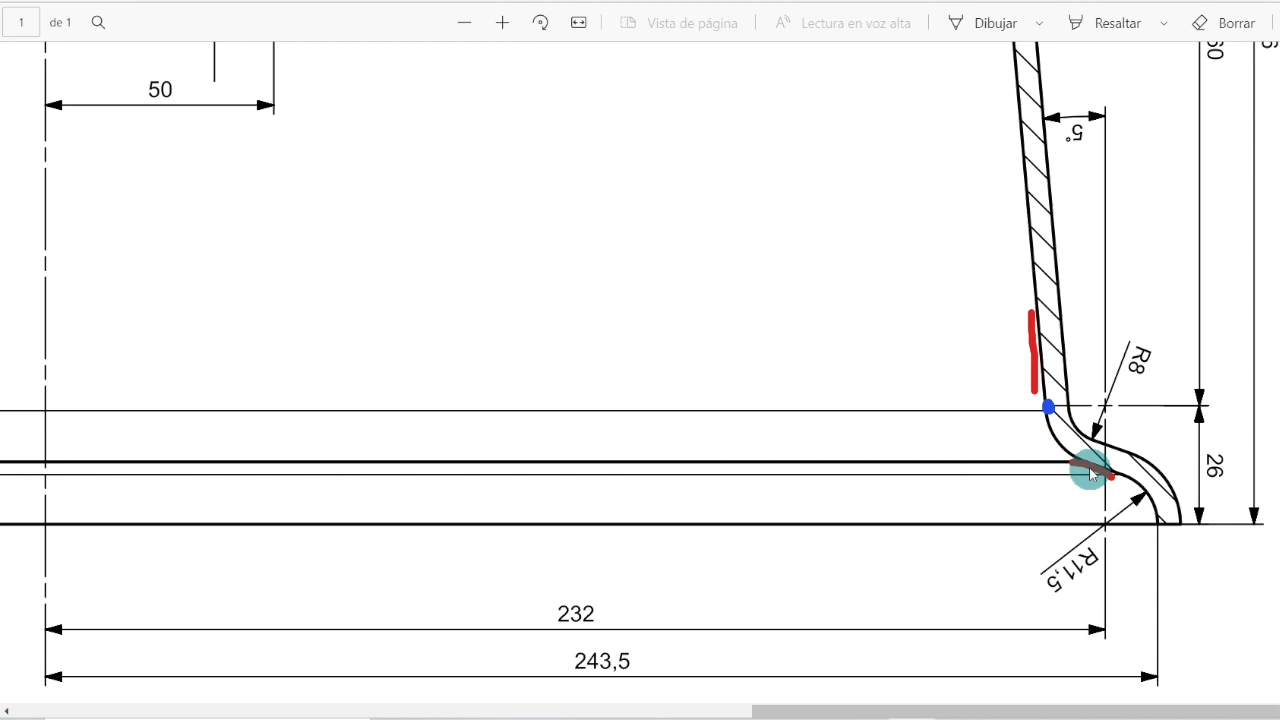 1 de 1 Vista de página Lectura en voz alta Dibujar Resaltar Borrar
50
5°
R8
26
R11,5
232
243,5